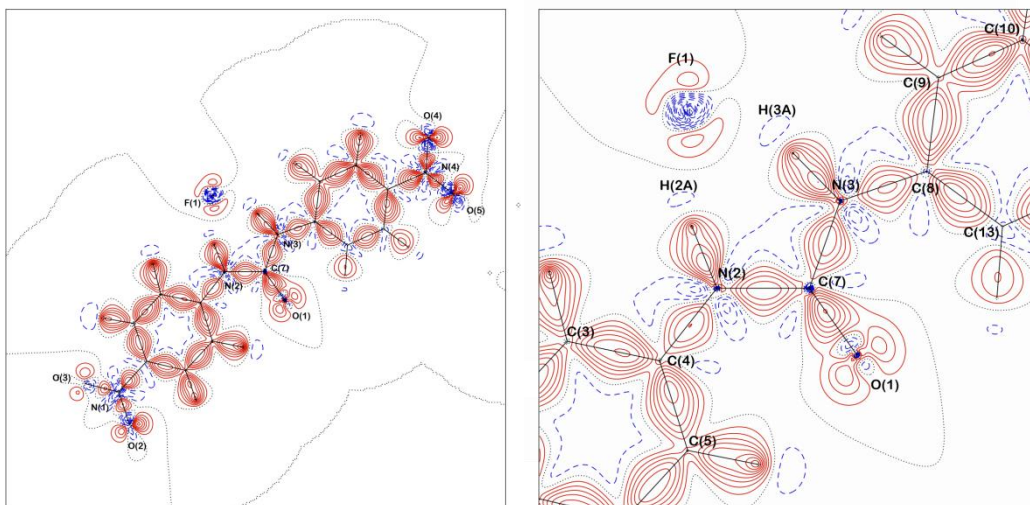 O(4)
N(4)
F(1)
O(5)
N(3)
C(7)
N(2)
O(1)
O(3)
N(1)
O(2)
C(10)
F(1)
C(9)
H(3A)
H(2A)
N(3)
C(8)
C(13)
N(2)
C(7)
C(3)
C(4)
O(1)
C(5)